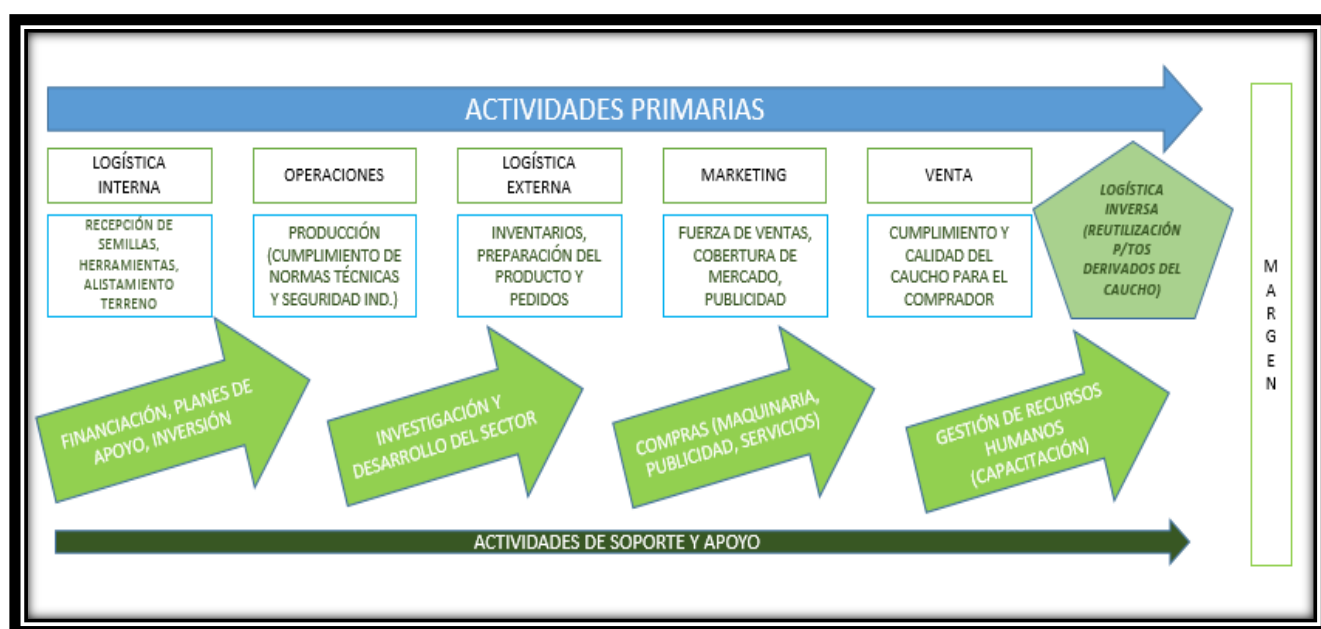 ACTIVIDADES PRIMARIAS
LOGÍSTICA
INTERNA
OPERACIONES
LOGÍSTICA
EXTERNA
MARKETING
VENTA
RECEPCIÓN DE
SEMILLAS,
HERRAMIENTAS,
ALISTAMIENTO
TERRENO
PRODUCCIÓN
(CUMPLIMIENTO DE
NORMAS TÉCNICAS
Y SEGURIDAD IND.)
INVENTARIOS,
PREPARACIÓN DEL
PRODUCTO Y
PEDIDOS
FUERZA DE VENTAS,
COBERTURA DE
MERCADO,
PUBLICIDAD
CUMPLIMIENTO Y
CALIDAD DEL
CAUCHO PARA EL
COMPRADOR
LOGÍSTICA
INVERSA
(REUTILIZACIÓN
P/TOS
DERIVADOS DEL
CAUCHO)
FINANCIACIÓN, PLANES DE
APOYO, INVERSIÓN
INVESTIGACIÓN Y
DESARROLLO DEL SECTOR
COMPRAS (MAQUINARIA,
PUBLICIDAD, SERVICIOS)
GESTIÓN DE RECURSOS
HUMANOS
(CAPACITACIÓN)
ACTIVIDADES DE SOPORTE Y APOYO
M
A
R
G
E
N